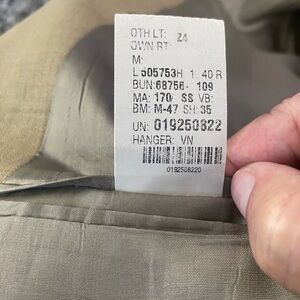 OTH LT: Z4
OWN RT:
M:
L 505753H 1 40 R
BUN:68756- 109
MA: 170 SS VB:
BM: M-47 SH: 35
UN: 019250822
HANGER: VN
0192508220